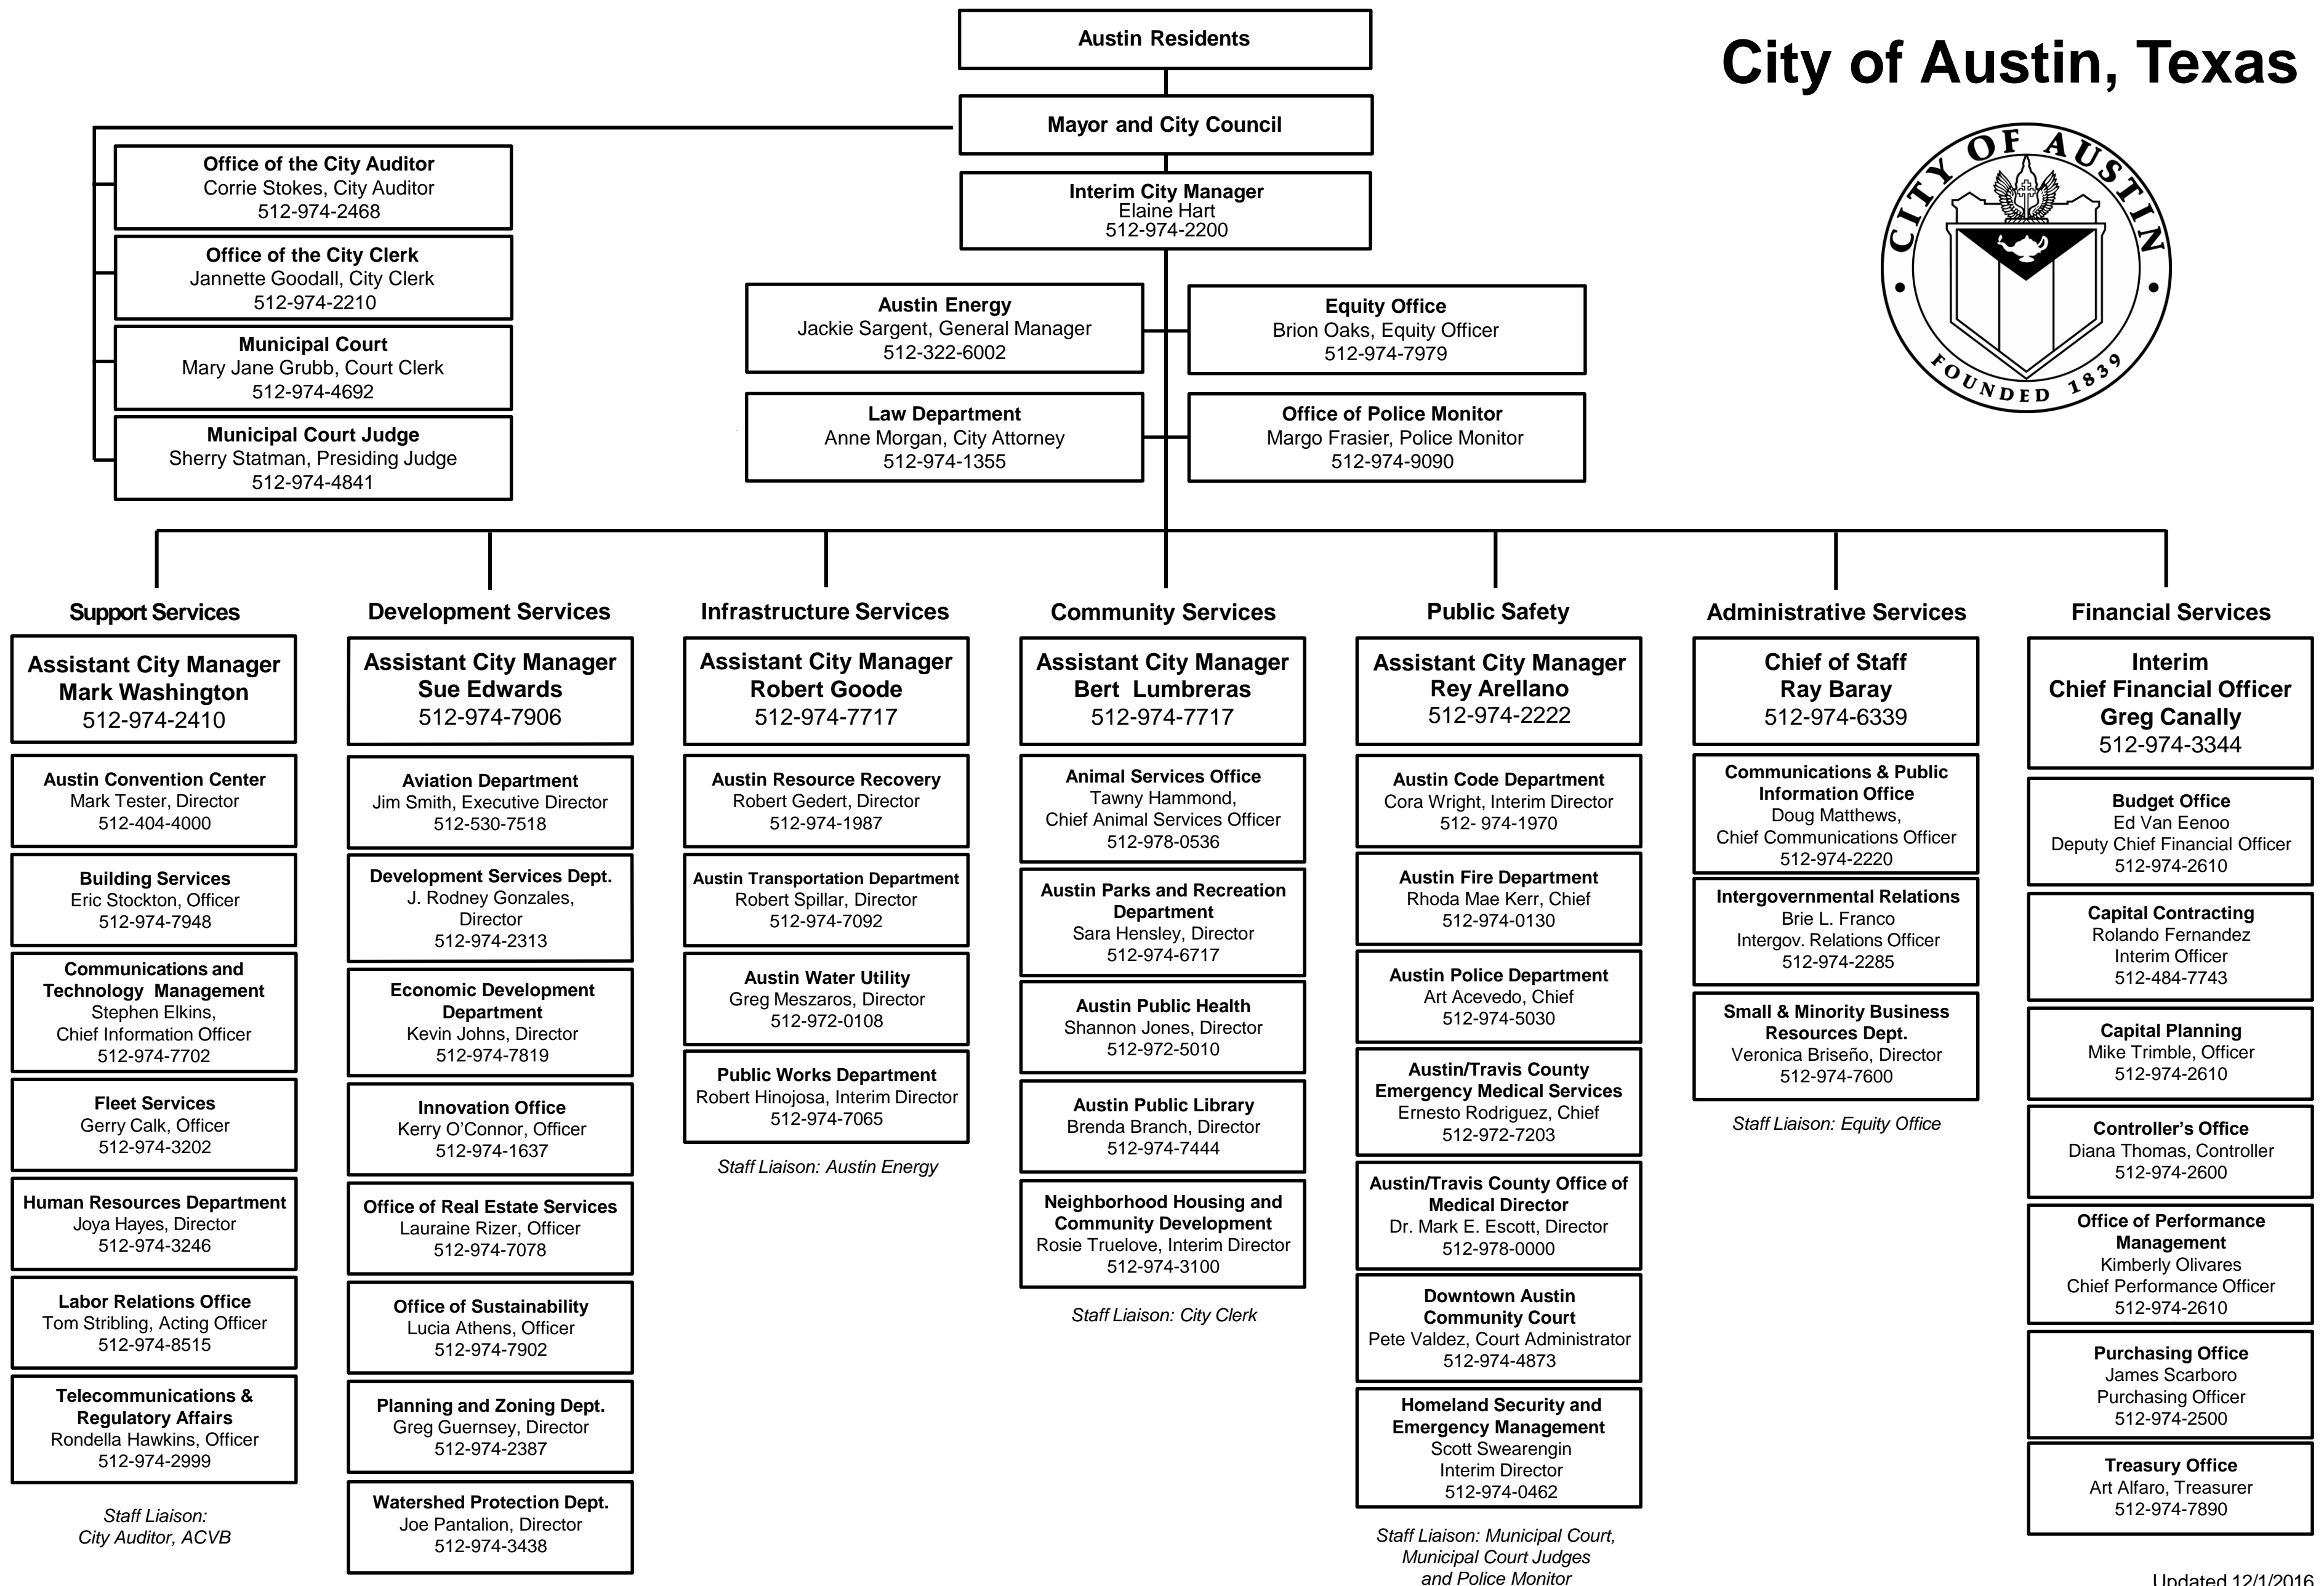 Austin Residents
City of Austin, Texas
Mayor and City Council
Interim City Manager
Elaine Hart
512-974-2200
CITY OF AUSTIN
FOUNDED 1839
Office of the City Auditor
Corrie Stokes, City Auditor
512-974-2468
Office of the City Clerk
Jannette Goodall, City Clerk
512-974-2210
Municipal Court
Mary Jane Grubb, Court Clerk
512-974-4692
Municipal Court Judge
Sherry Statman, Presiding Judge
512-974-4841
Austin Energy
Jackie Sargent, General Manager
512-322-6002
Equity Office
Brion Oaks, Equity Officer
512-974-7979
Law Department
Anne Morgan, City Attorney
512-974-1355
Office of Police Monitor
Margo Frasier, Police Monitor
512-974-9090
Support Services
Assistant City Manager
Mark Washington
512-974-2410
Austin Convention Center
Mark Tester, Director
512-404-4000
Building Services
Eric Stockton, Officer
512-974-7948
Communications and
Technology Management
Stephen Elkins,
Chief Information Officer
512-974-7702
Fleet Services
Gerry Calk, Officer
512-974-3202
Human Resources Department
Joya Hayes, Director
512-974-3246
Labor Relations Office
Tom Stribling, Acting Officer
512-974-8515
Telecommunications &
Regulatory Affairs
Rondella Hawkins, Officer
512-974-2999
Staff Liaison:
City Auditor, ACVB
Development Services
Assistant City Manager
Sue Edwards
512-974-7906
Aviation Department
Jim Smith, Executive Director
512-530-7518
Development Services Dept.
J. Rodney Gonzales,
Director
512-974-2313
Economic Development
Department
Kevin Johns, Director
512-974-7819
Innovation Office
Kerry O’Connor, Officer
512-974-1637
Office of Real Estate Services
Lauraine Rizer, Officer
512-974-7078
Office of Sustainability
Lucia Athens, Officer
512-974-7902
Planning and Zoning Dept.
Greg Guernsey, Director
512-974-2387
Watershed Protection Dept.
Joe Pantalion, Director
512-974-3438
Infrastructure Services
Assistant City Manager
Robert Goode
512-974-7717
Austin Resource Recovery
Robert Gedert, Director
512-974-1987
Austin Transportation Department
Robert Spillar, Director
512-974-7092
Austin Water Utility
Greg Meszaros, Director
512-972-0108
Public Works Department
Robert Hinojosa, Interim Director
512-974-7065
Staff Liaison: Austin Energy
Community Services
Assistant City Manager
Bert Lumbreras
512-974-7717
Animal Services Office
Tawny Hammond,
Chief Animal Services Officer
512-978-0536
Austin Parks and Recreation
Department
Sara Hensley, Director
512-974-6717
Austin Public Health
Shannon Jones, Director
512-972-5010
Austin Public Library
Brenda Branch, Director
512-974-7444
Neighborhood Housing and
Community Development
Rosie Truelove, Interim Director
512-974-3100
Staff Liaison: City Clerk
Public Safety
Assistant City Manager
Rey Arellano
512-974-2222
Austin Code Department
Cora Wright, Interim Director
512- 974-1970
Austin Fire Department
Rhoda Mae Kerr, Chief
512-974-0130
Austin Police Department
Art Acevedo, Chief
512-974-5030
Austin/Travis County
Emergency Medical Services
Ernesto Rodriguez, Chief
512-972-7203
Austin/Travis County Office of
Medical Director
Dr. Mark E. Escott, Director
512-978-0000
Downtown Austin
Community Court
Pete Valdez, Court Administrator
512-974-4873
Homeland Security and
Emergency Management
Scott Swearengin
Interim Director
512-974-0462
Staff Liaison: Municipal Court,
Municipal Court Judges
and Police Monitor
Administrative Services
Chief of Staff
Ray Baray
512-974-6339
Communications & Public
Information Office
Doug Matthews,
Chief Communications Officer
512-974-2220
Intergovernmental Relations
Brie L. Franco
Intergov. Relations Officer
512-974-2285
Small & Minority Business
Resources Dept.
Veronica Briseño, Director
512-974-7600
Staff Liaison: Equity Office
Financial Services
Interim
Chief Financial Officer
Greg Canally
512-974-3344
Budget Office
Ed Van Eenoo
Deputy Chief Financial Officer
512-974-2610
Capital Contracting
Rolando Fernandez
Interim Officer
512-484-7743
Capital Planning
Mike Trimble, Officer
512-974-2610
Controller’s Office
Diana Thomas, Controller
512-974-2600
Office of Performance
Management
Kimberly Olivares
Chief Performance Officer
512-974-2610
Purchasing Office
James Scarboro
Purchasing Officer
512-974-2500
Treasury Office
Art Alfaro, Treasurer
512-974-7890
Updated 12/1/2016